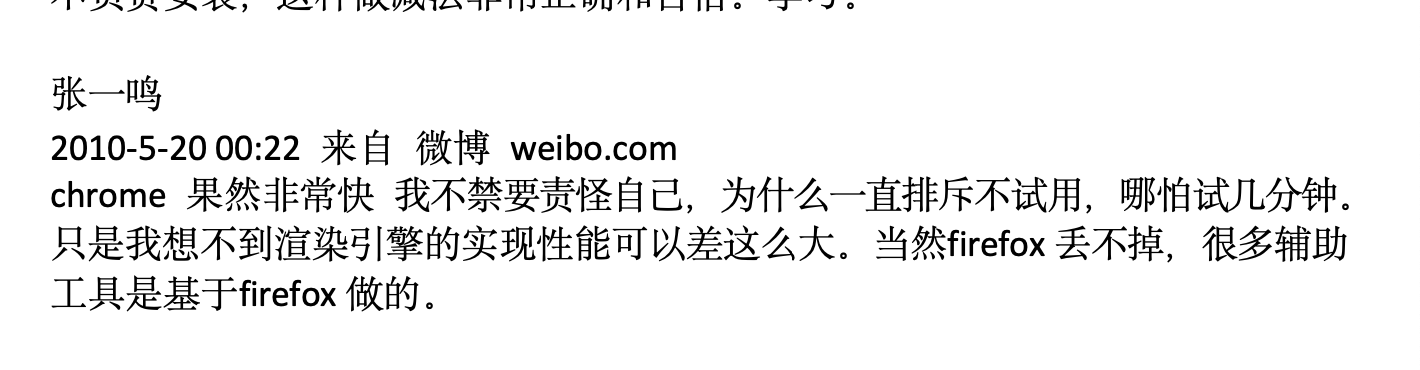 张一鸣
2010-5-20 00:22 来自 微博 weibo.com
chrome 果然非常快 我不禁要责怪自己，为什么一直排斥不试用，哪怕试几分钟。
只是我想不到渲染引擎的实现性能可以差这么大。当然firefox 丢不掉，很多辅助
工具是基于firefox 做的。